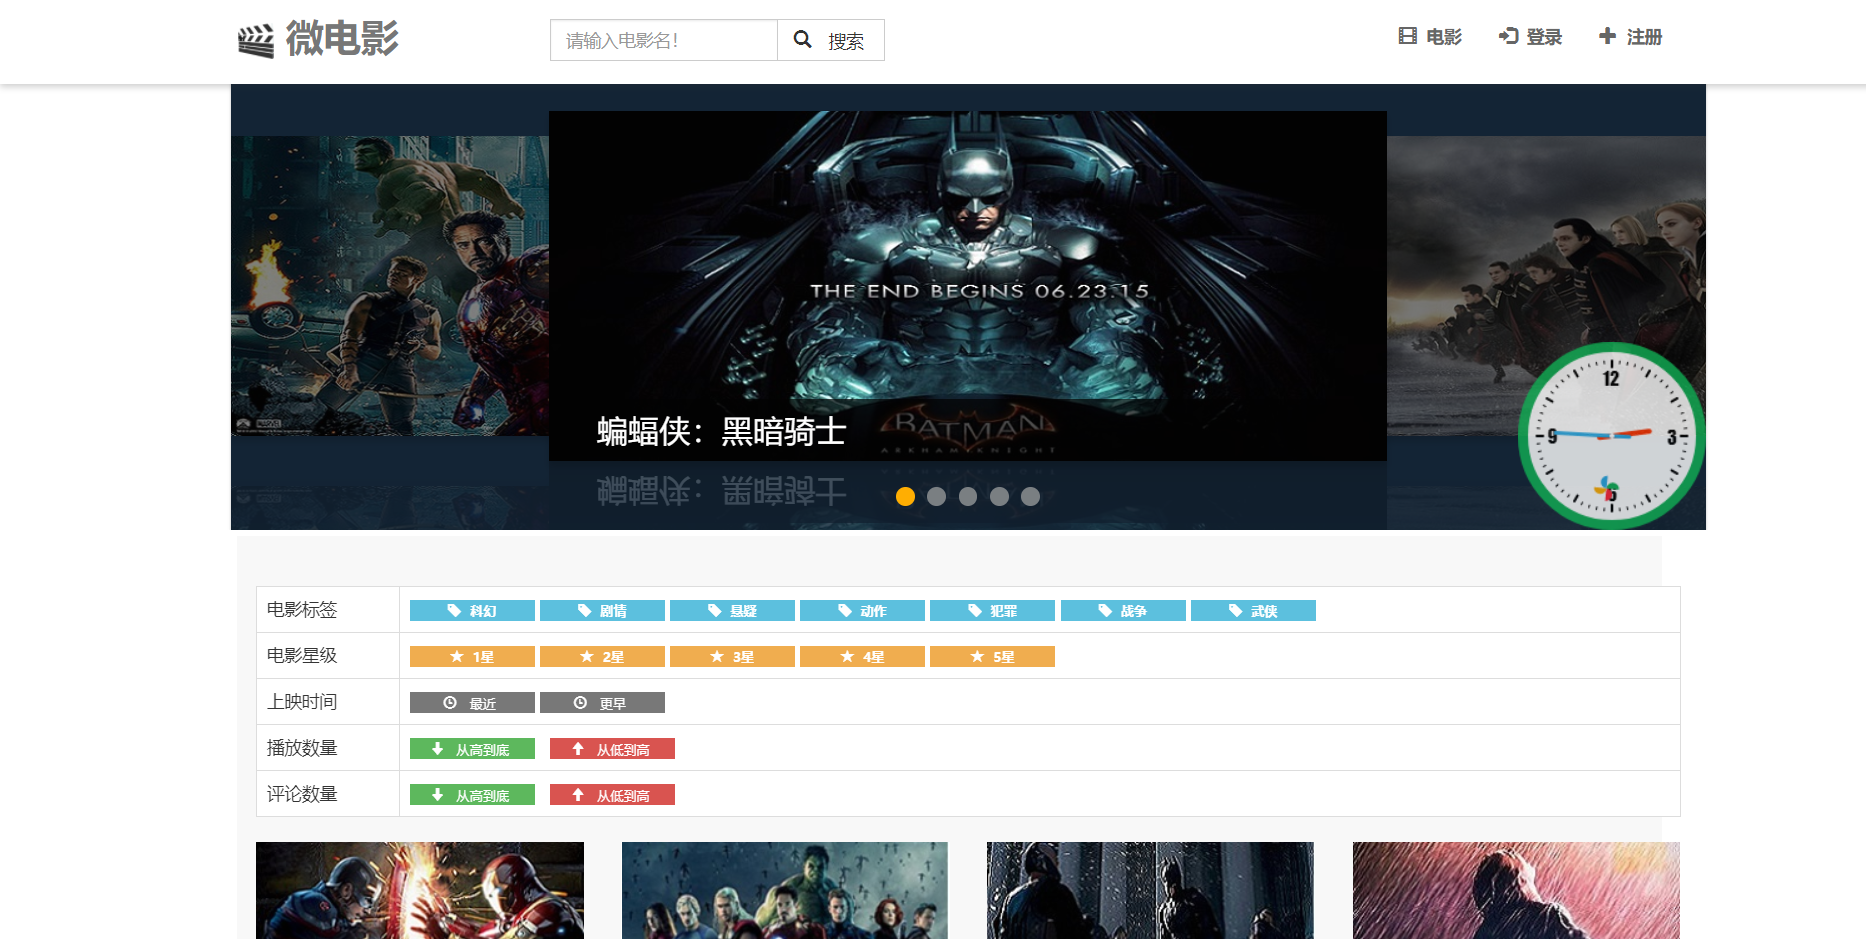 微电影
请输入电影名!
搜索
电影
登录
注册
THE END BEGINS 06.23.15
BATMAN
ARKHAM KNIGHT
蝙蝠侠：黑暗骑士
MARVEL
12
9
3
6
电影标签 科幻 剧情 悬疑 动作 犯罪 战争 武侠
电影星级 1星 2星 3星 4星 5星
上映时间 最近 更早
播放数量 从高到底 从低到高
评论数量 从高到底 从低到高